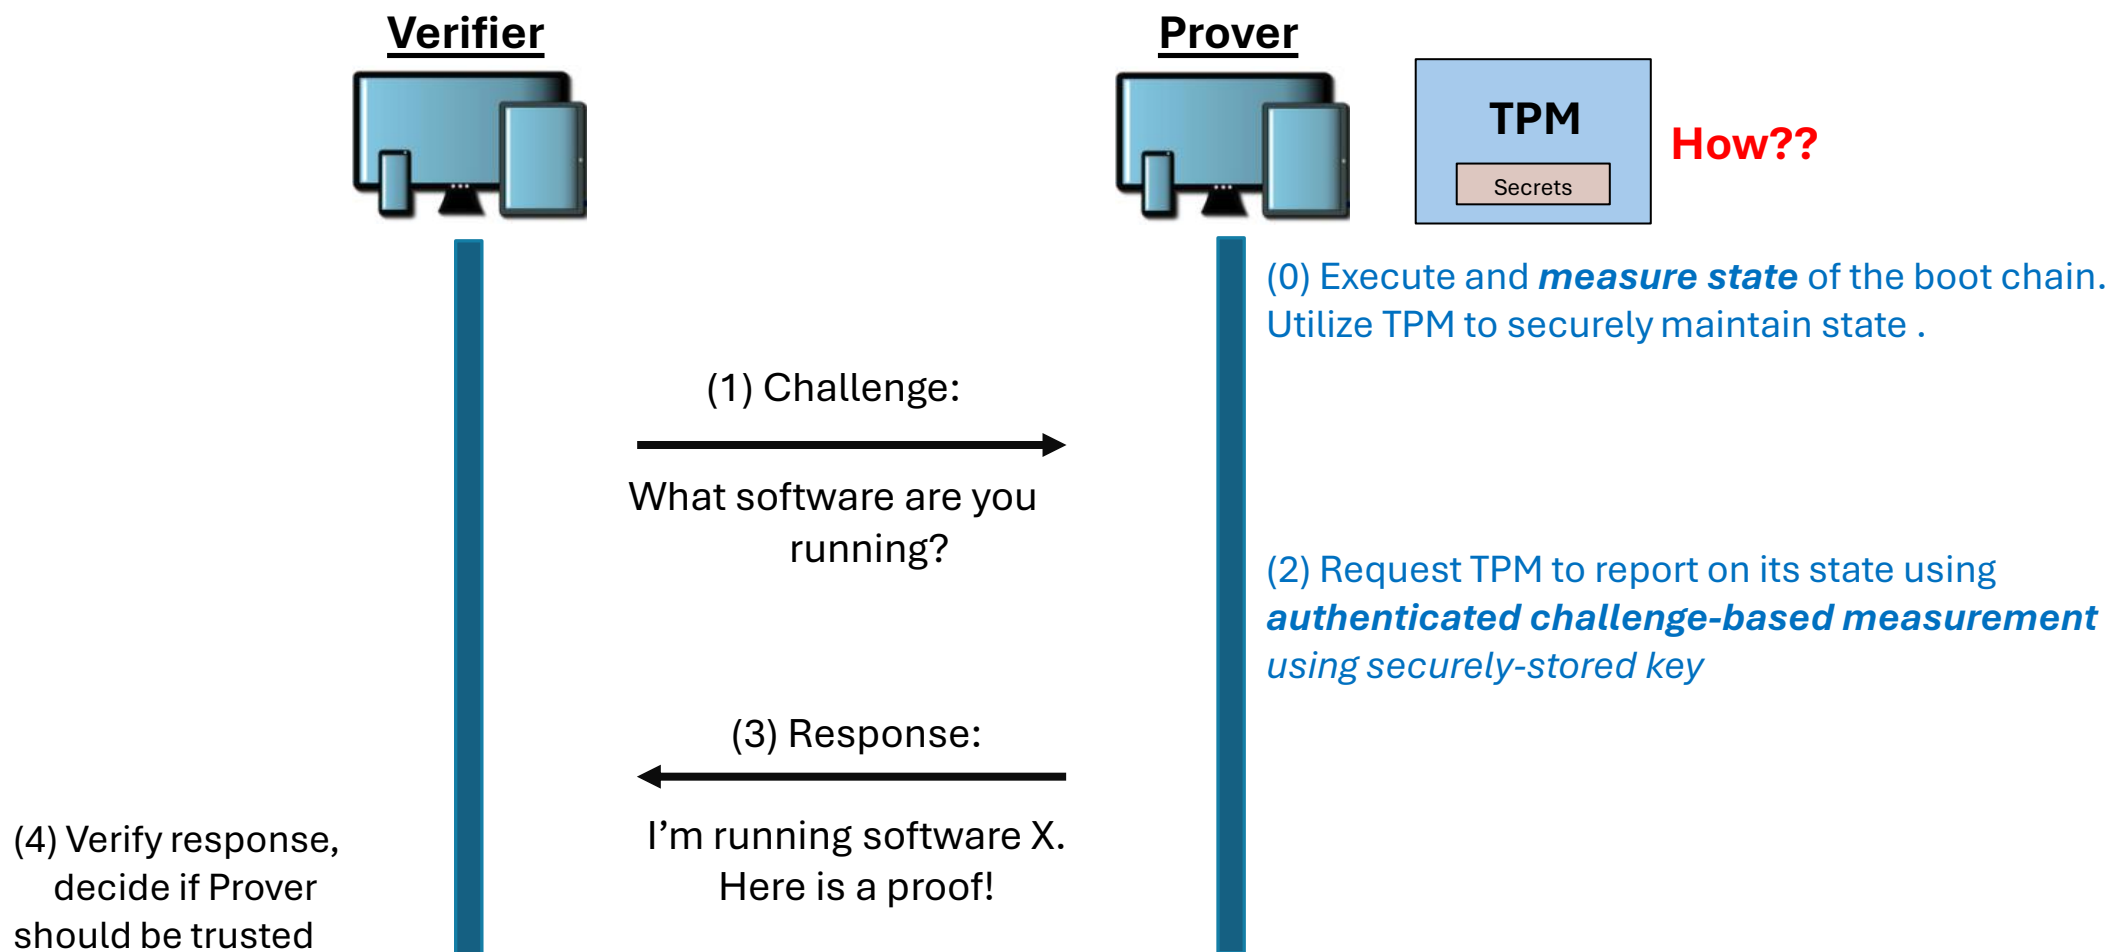 Verifier
Prover
TPM
Secrets
How??
(0) Execute and measure state of the boot chain.
Utilize TPM to securely maintain state .
(1) Challenge:
What software are you
running?
(2) Request TPM to report on its state using
authenticated challenge-based measurement
using securely-stored key
(3) Response:
I'm running software X.
Here is a proof!
(4) Verify response,
decide if Prover
should be trusted